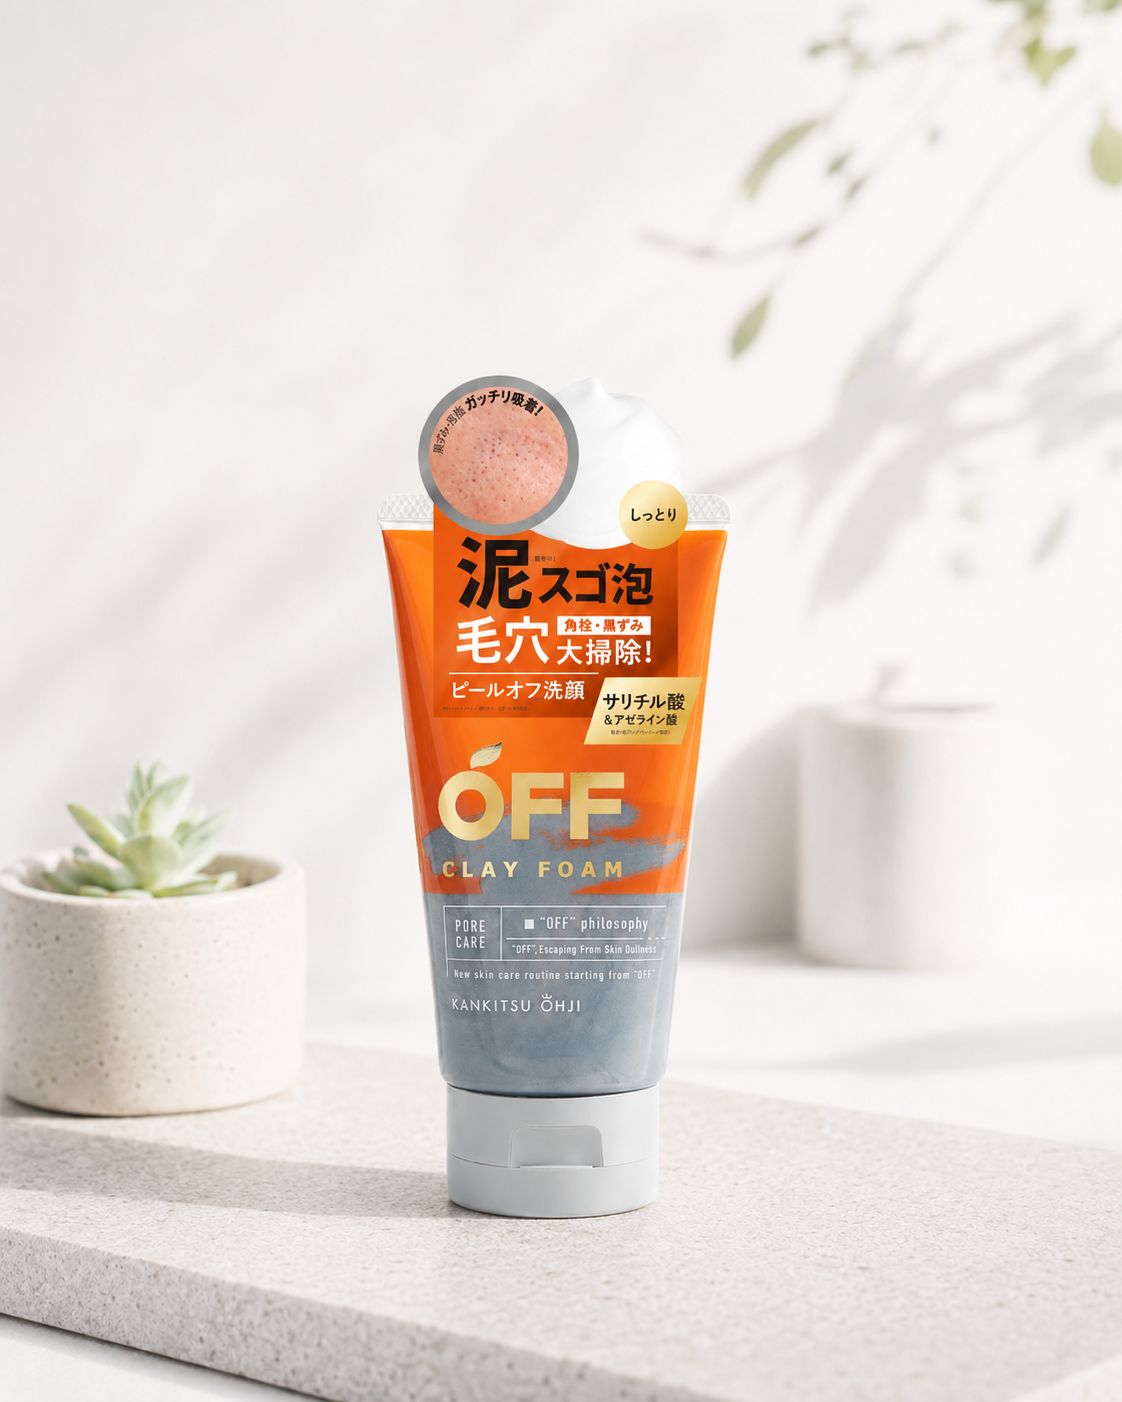 黒ずみ・角栓 ガッチリ吸着!
しっとり
泥スゴ泡
毛穴 角栓・黒ずみ
大掃除!
ピールオフ洗顔
サリチル酸
&アゼライン酸
OFF
CLAY FOAM
PORE
CARE
"OFF" philosophy
"OFF", Escaping From Skin Dullness
New skin care routine starting from "OFF"
KANKITSU OHJI